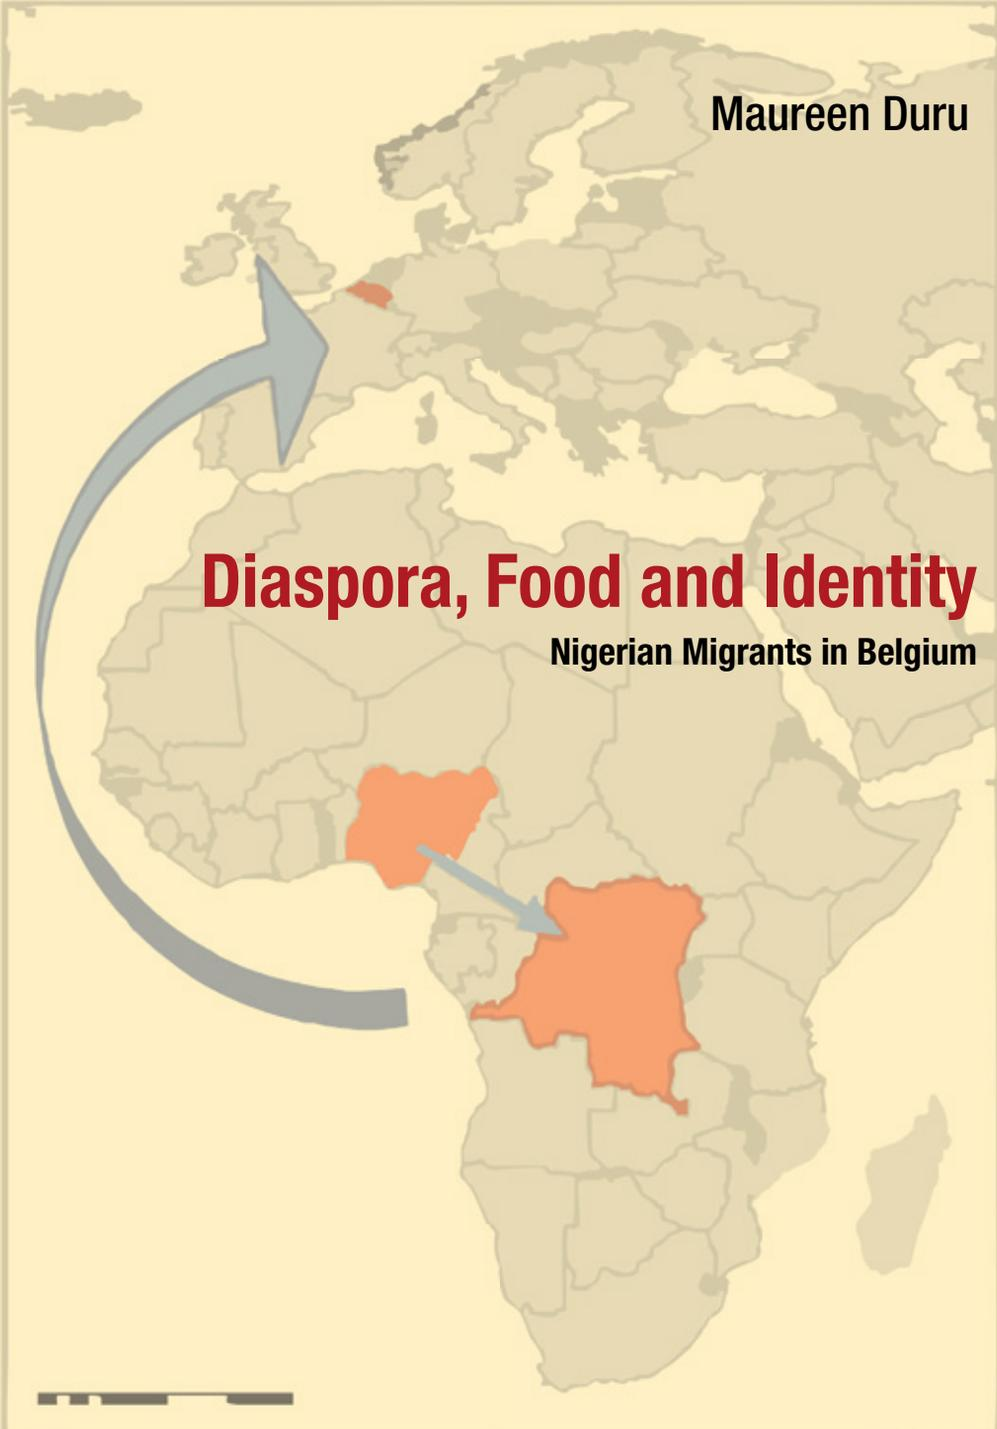 Maureen Duru
Diaspora, Food and Identity
Nigerian Migrants in Belgium